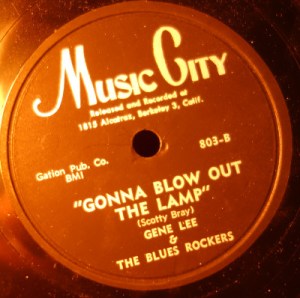 Music City
Released and Recorded at
1815 Alcatraz, Berkeley 3, Calif.
803-B
Gation Pub. Co.
BMI
"GONNA BLOW OUT
THE LAMP"
(Scotty Bray)
GENE LEE
&
THE BLUES ROCKERS